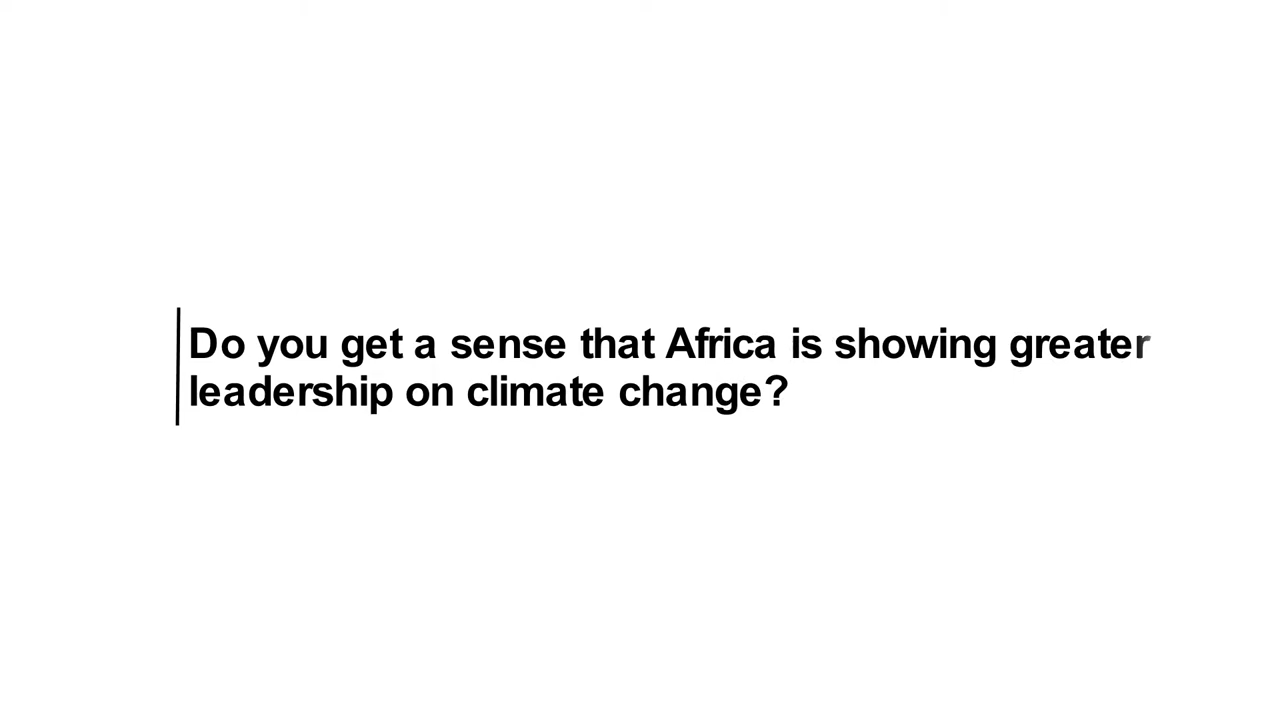 Do you get a sense that Africa is showing greater
leadership on climate change?